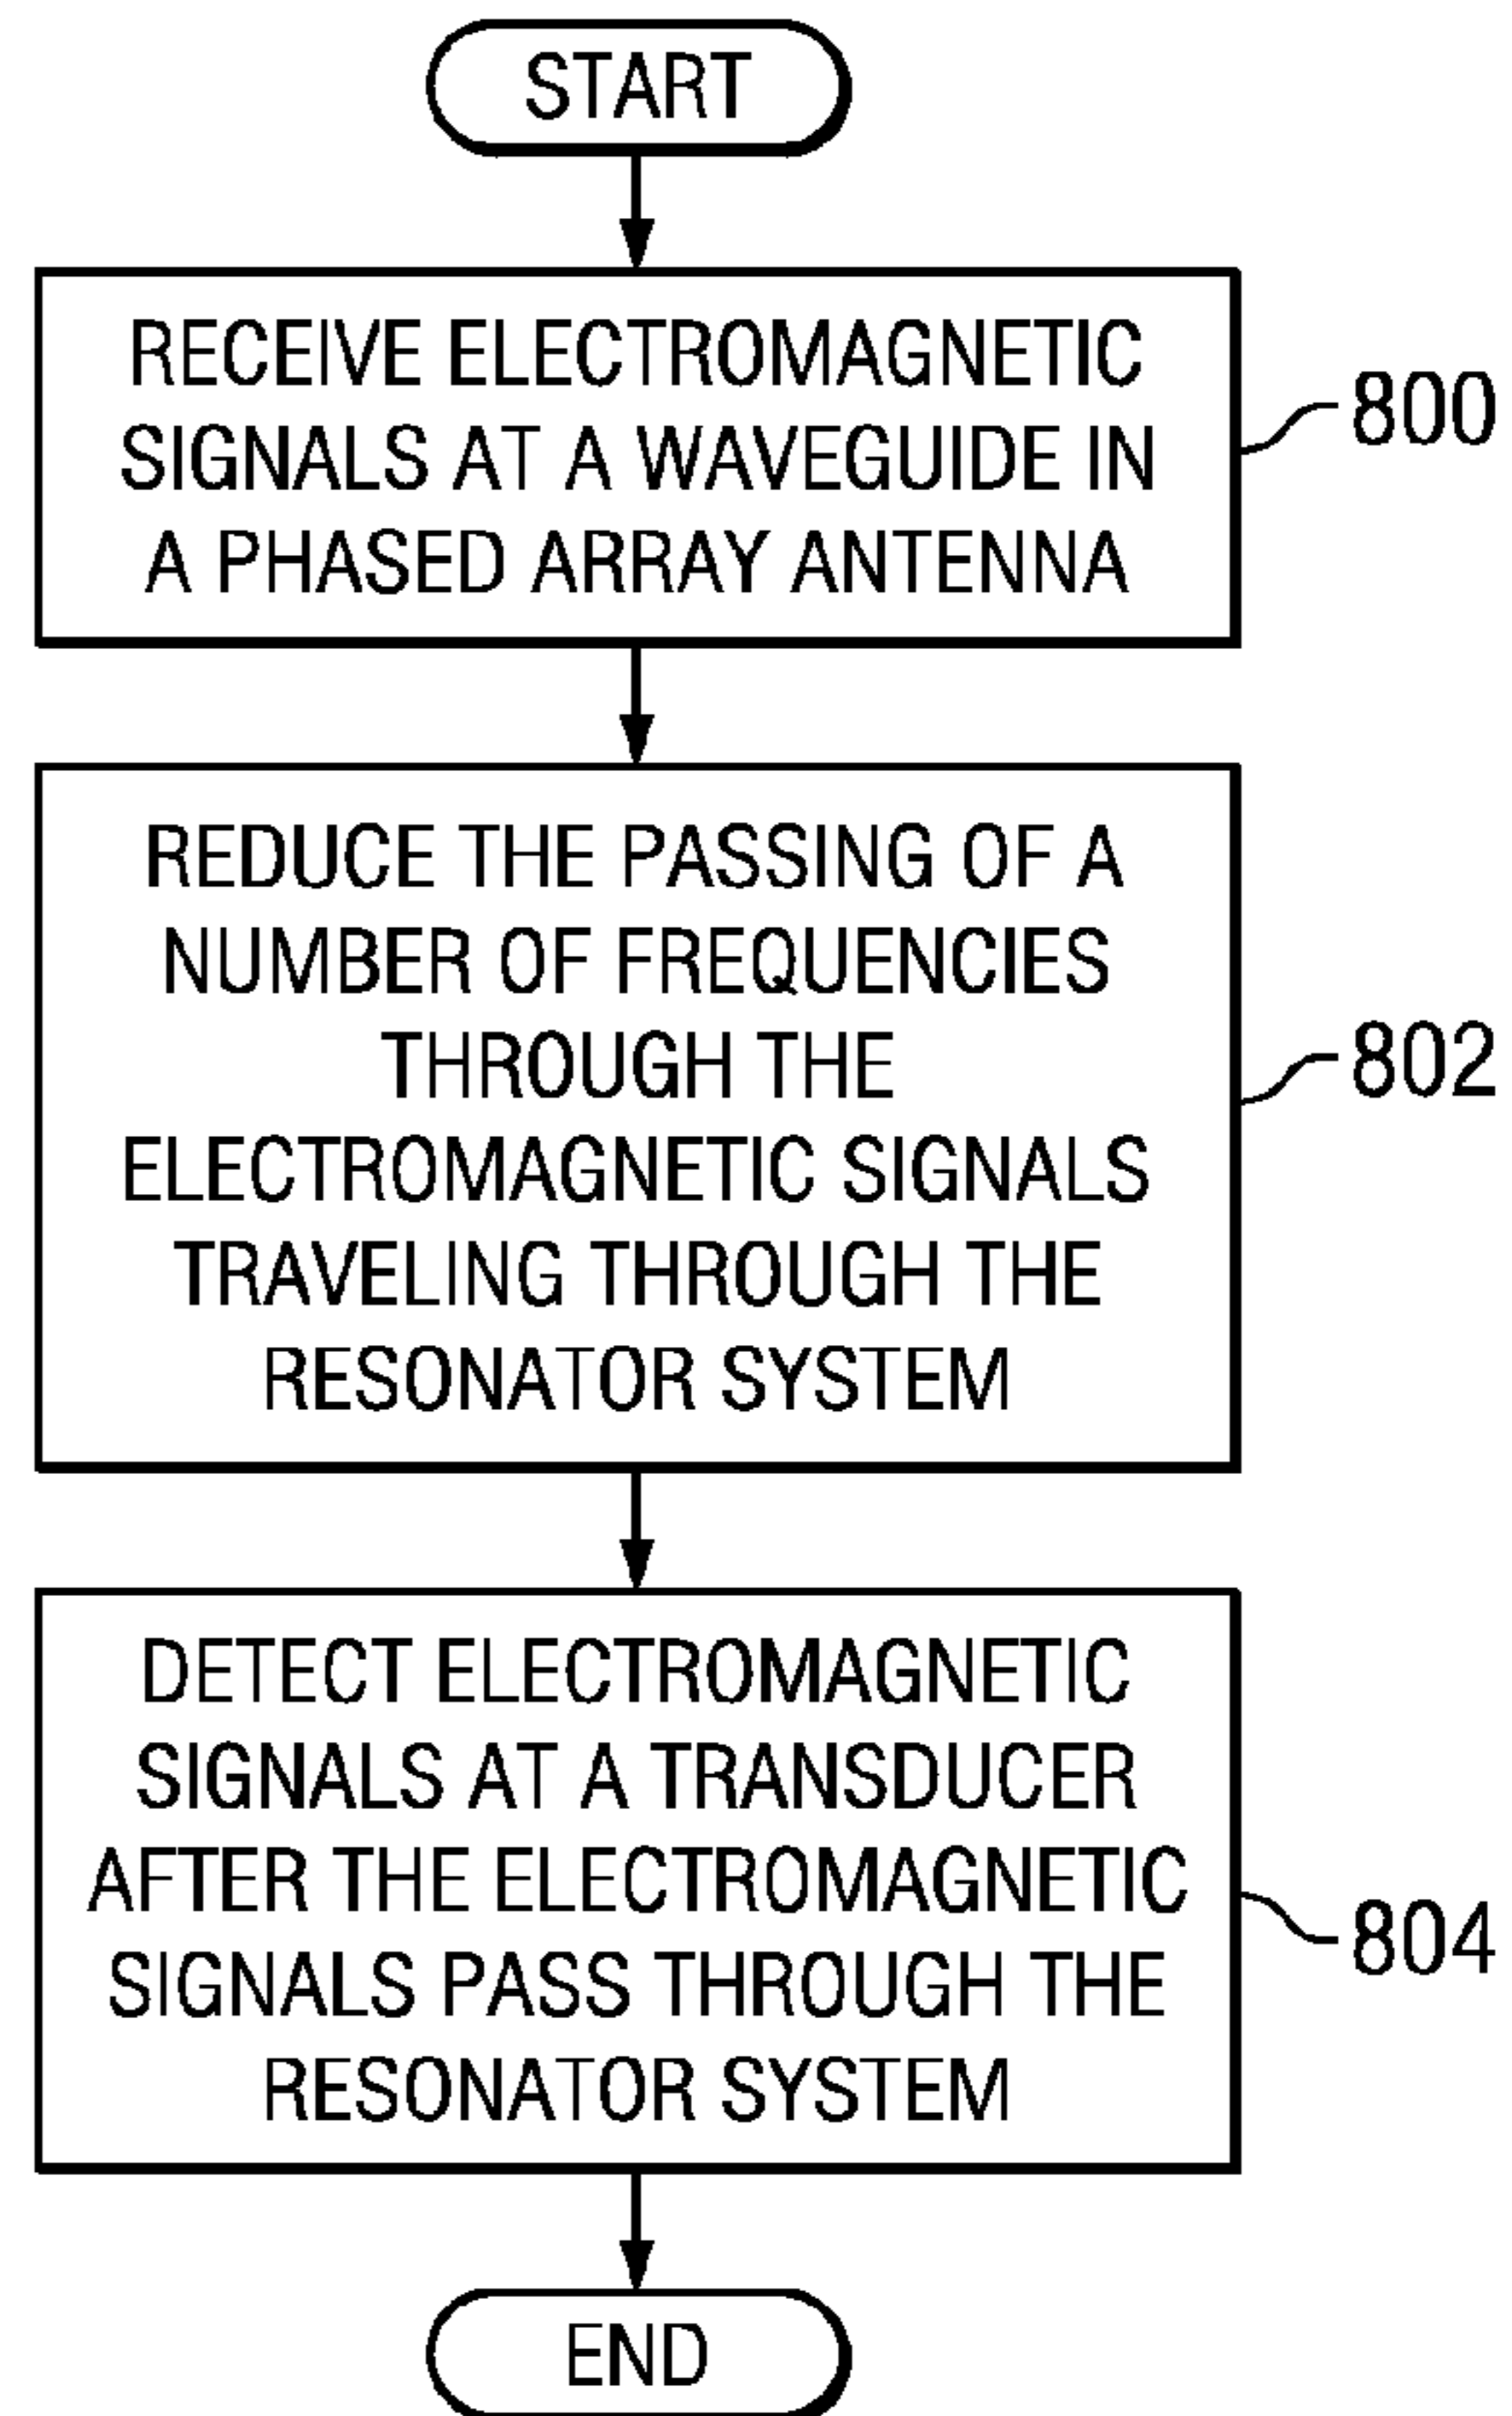 START
RECEIVE ELECTROMAGNETIC
SIGNALS AT A WAVEGUIDE IN
A PHASED ARRAY ANTENNA
800
REDUCE THE PASSING OF A
NUMBER OF FREQUENCIES
THROUGH THE
ELECTROMAGNETIC SIGNALS
TRAVELING THROUGH THE
RESONATOR SYSTEM
802
DETECT ELECTROMAGNETIC
SIGNALS AT A TRANSDUCER
AFTER THE ELECTROMAGNETIC
SIGNALS PASS THROUGH THE
RESONATOR SYSTEM
804
END